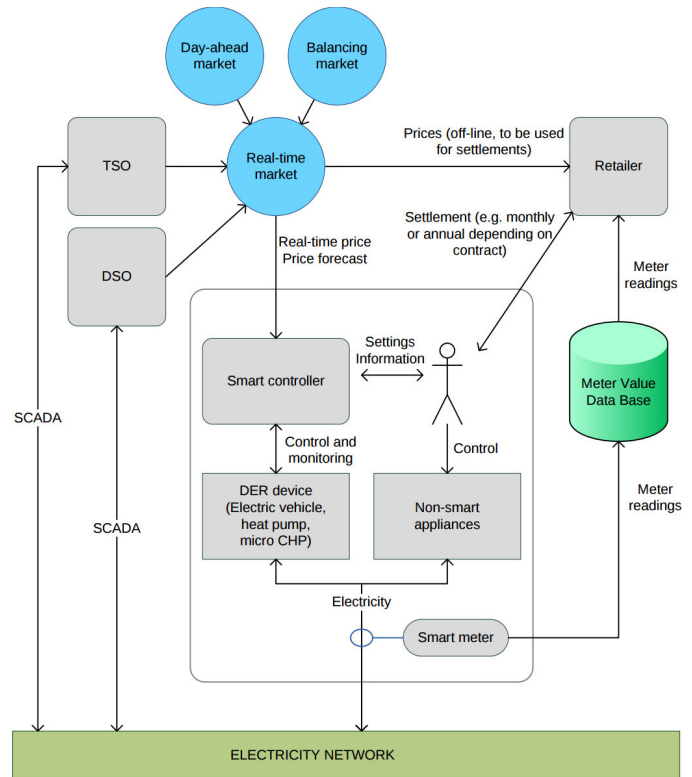 Day-ahead
market
Balancing
market
TSO
Real-time
market
Prices (off-line, to be used
for settlements)
Retailer
Settlement (e.g. monthly
or annual depending on
contract)
DSO
Real-time price
Price forecast
Meter
readings
Smart controller
Settings
Information
Meter Value
Data Base
SCADA
Control and
monitoring
Control
DER device
(Electric vehicle,
heat pump,
micro CHP)
Non-smart
appliances
Meter
readings
SCADA
Electricity
Smart meter
ELECTRICITY NETWORK